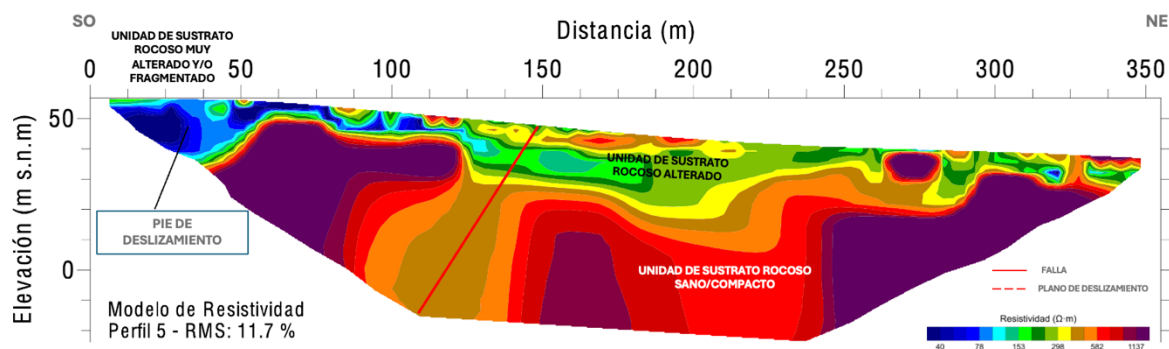 SO
NE
UNIDAD DE SUSTRATO
ROCOSO MUY
ALTERADO Y/O
FRAGMENTADO
Distancia (m)
0 50 100 150 200 250 300 350
Elevación (m s.n.m)
50
0
UNIDAD DE SUSTRATO
ROCOSO ALTERADO
PIE DE
DESLIZAMIENTO
UNIDAD DE SUSTRATO ROCOSO
SANO/COMPACTO
FALLA
PLANO DE DESLIZAMIENTO
Modelo de Resistividad
Perfil 5 - RMS: 11.7 %
Resistividad (Ω·m)
40 78 153 298 582 1137